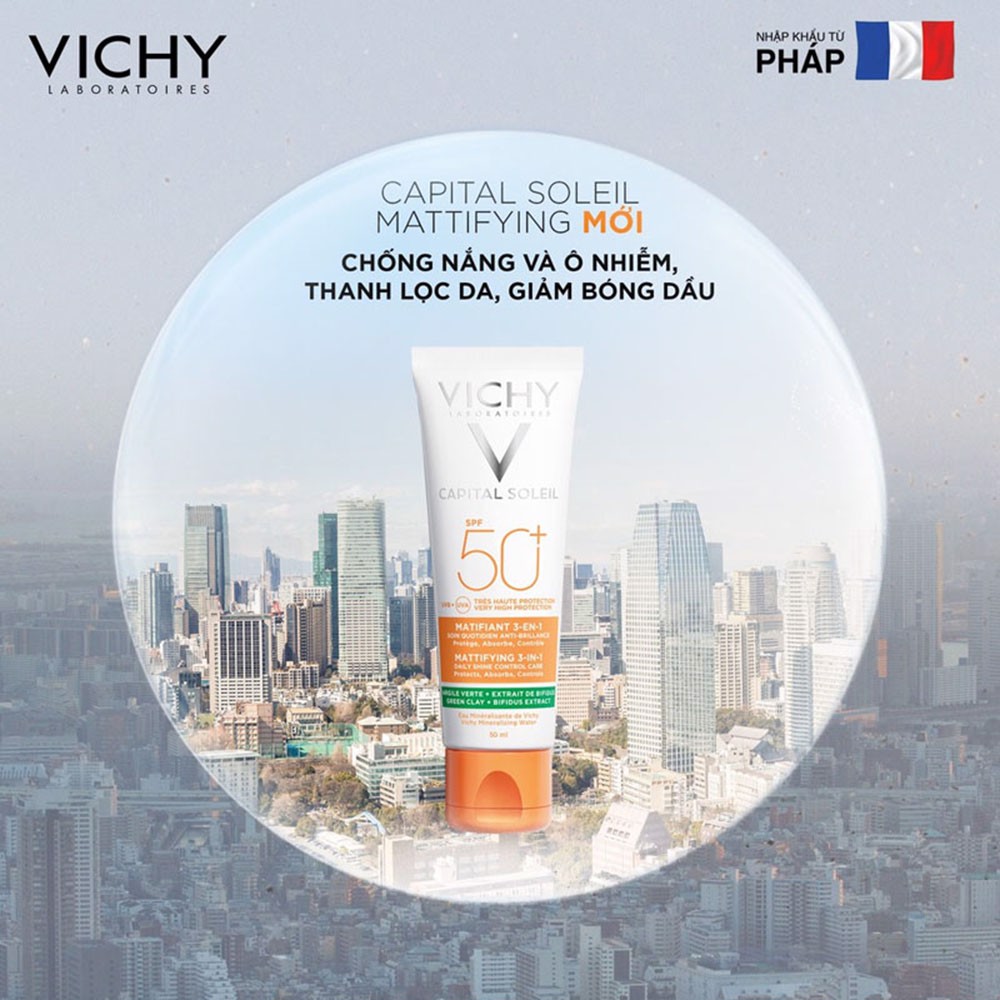 VICHY
LABORATOIRES
NHẬP KHẨU TỪ
PHÁP
CAPITAL SOLEIL
MATTIFYING MỚI
CHỐNG NẮNG VÀ Ô NHIỄM,
THANH LỌC DA, GIẢM BÓNG DẦU
VICHY
LABORATOIRES
V
CAPITAL SOLEIL
SPF
50+
UVB + UVA
TRÈS HAUTE PROTECTION
VERY HIGH PROTECTION
MATIFIANT 3-EN-1
SOIN QUOTIDIEN ANTI-BRILLANCE
Protège, Absorbe, Contrôle
MATTIFYING 3-IN-1
DAILY SHINE CONTROL CARE
Protects, Absorbs, Controls
ARGILE VERTE + EXTRAIT DE BIFIDUS
GREEN CLAY + BIFIDUS EXTRACT
Eau Minéralisante de Vichy
Vichy Mineralizing Water
50 ml